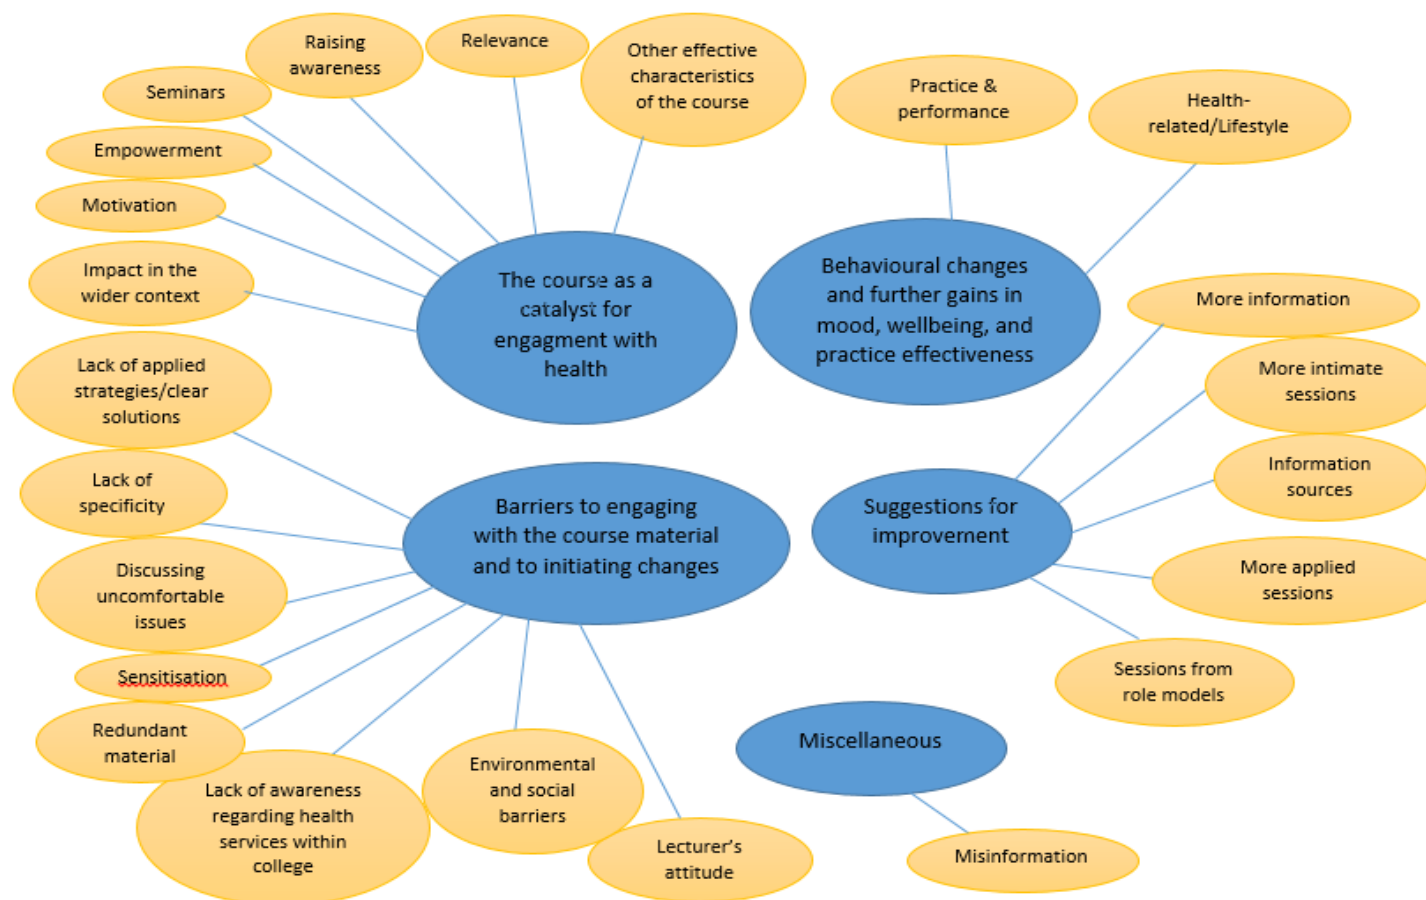 Raising
awareness
Relevance
Other effective
characteristics
of the course
Seminars
Empowerment
Motivation
Impact in the
wider context
The course as a
catalyst for
engagment with
health
Practice &
performance
Health-
related/Lifestyle
Behavioural changes
and further gains in
mood, wellbeing, and
practice effectiveness
Lack of applied
strategies/clear
solutions
Lack of
specificity
Discussing
uncomfortable
issues
Sensitisation
Redundant
material
Lack of awareness
regarding health
services within
college
Environmental
and social
barriers
Lecturer's
attitude
Barriers to engaging
with the course material
and to initiating changes
More information
More intimate
sessions
Information
sources
More applied
sessions
Sessions from
role models
Suggestions for
improvement
Miscellaneous
Misinformation